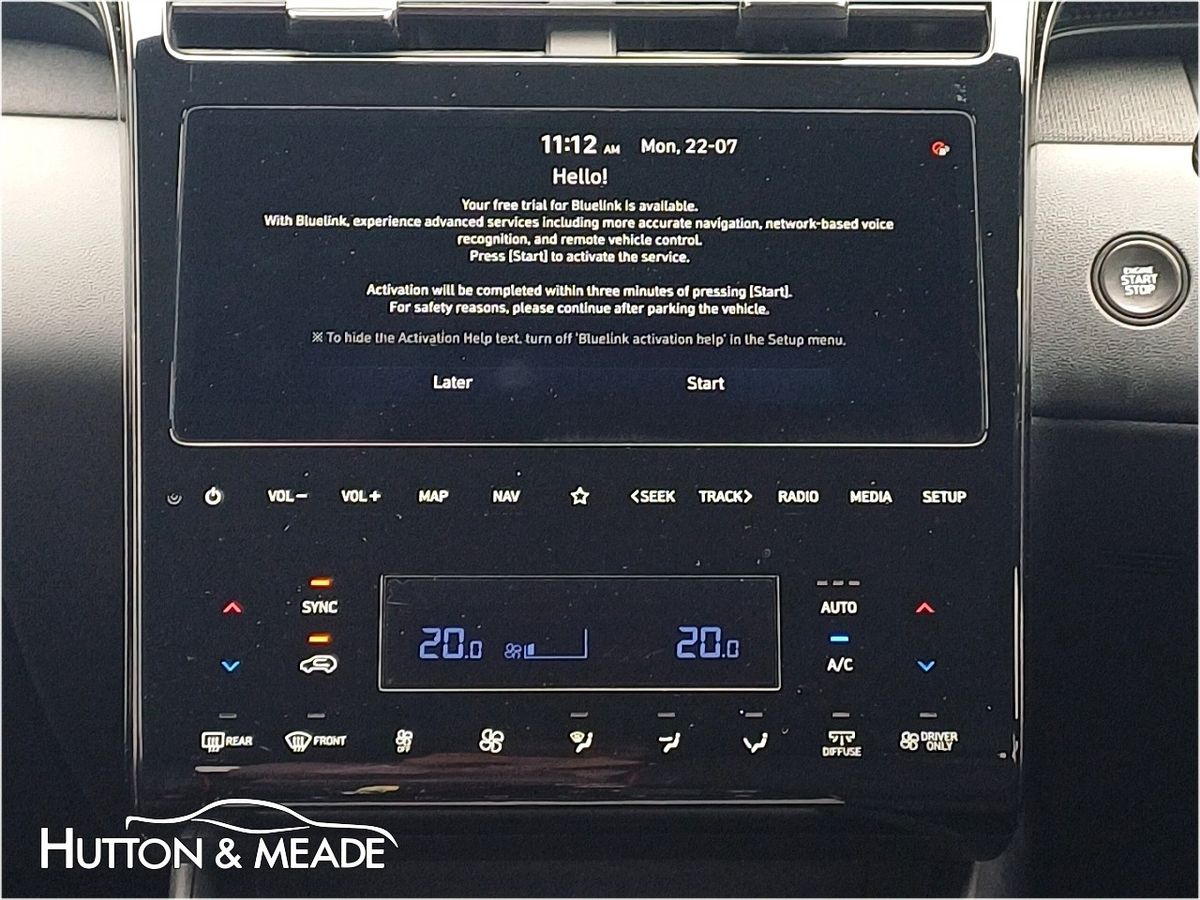 11:12 AM Mon, 22-07
Hello!
Your free trial for Bluelink is available.
With Bluelink, experience advanced services including more accurate navigation, network-based voice
recognition, and remote vehicle control.
Press [Start] to activate the service.
Activation will be completed within three minutes of pressing [Start].
For safety reasons, please continue after parking the vehicle.
※ To hide the Activation Help text, turn off 'Bluelink activation help' in the Setup menu.
Later Start
ENGINE
START
STOP
VOL− VOL+ MAP NAV ☆ <SEEK TRACK> RADIO MEDIA SETUP
SYNC AUTO
20.0 20.0
A/C
REAR FRONT OFF DIFFUSE DRIVER ONLY
HUTTON & MEADE